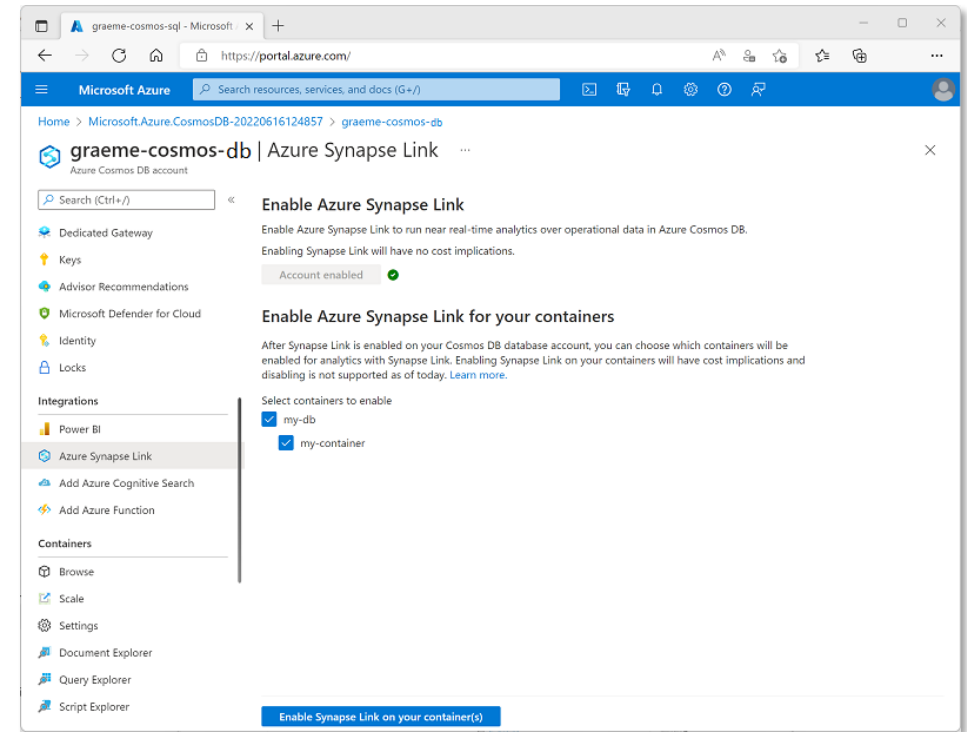 graeme-cosmos-sql - Microsoft
https://portal.azure.com/
Microsoft Azure
Search resources, services, and docs (G+/)
Home > Microsoft.Azure.CosmosDB-20220616124857 > graeme-cosmos-db
graeme-cosmos-db | Azure Synapse Link ...
Azure Cosmos DB account
Search (Ctrl+/)
«
Dedicated Gateway
Keys
Advisor Recommendations
Microsoft Defender for Cloud
Identity
Locks
Integrations
Power BI
Azure Synapse Link
Add Azure Cognitive Search
Add Azure Function
Containers
Browse
Scale
Settings
Document Explorer
Query Explorer
Script Explorer
Enable Azure Synapse Link
Enable Azure Synapse Link to run near real-time analytics over operational data in Azure Cosmos DB.
Enabling Synapse Link will have no cost implications.
Account enabled
Enable Azure Synapse Link for your containers
After Synapse Link is enabled on your Cosmos DB database account, you can choose which containers will be
enabled for analytics with Synapse Link. Enabling Synapse Link on your containers will have cost implications and
disabling is not supported as of today. Learn more.
Select containers to enable
my-db
my-container
Enable Synapse Link on your container(s)